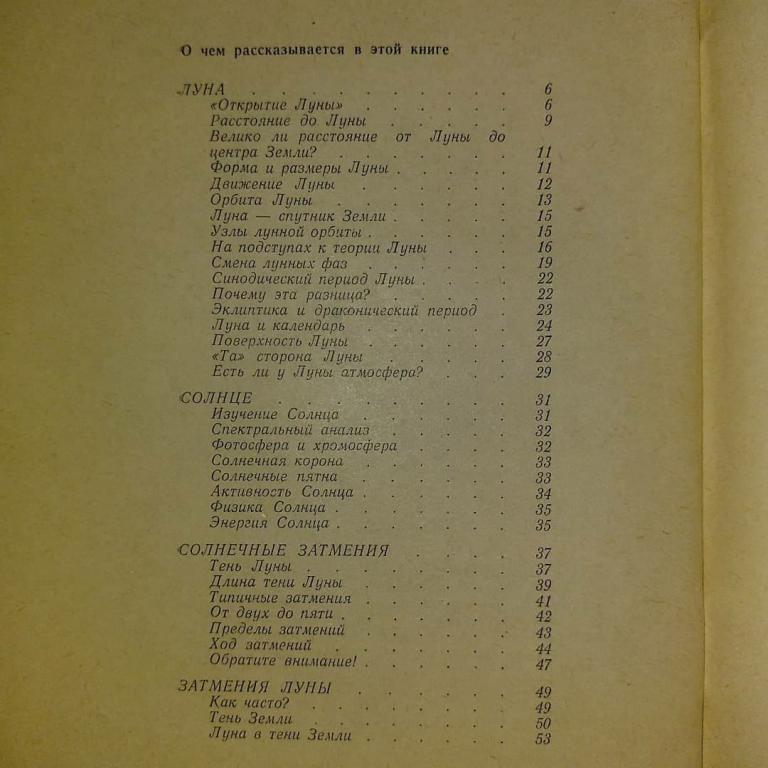 О чем рассказывается в этой книге
ЛУНА . . . . . . . . . . 6
«Открытие Луны» . . . . . . 6
Расстояние до Луны . . . . . 9
Велико ли расстояние от Луны до
центра Земли? . . . . . . . 11
Форма и размеры Луны . . . . . 11
Движение Луны . . . . . . 12
Орбита Луны . . . . . . 13
Луна — спутник Земли . . . . . 15
Узлы лунной орбиты . . . . . . 15
На подступах к теории Луны . . . 16
Смена лунных фаз . . . . . . 19
Синодический период Луны . . . . 22
Почему эта разница? . . . . . 22
Эклиптика и драконический период . 23
Луна и календарь . . . . . . 24
Поверхность Луны . . . . . . 27
«Та» сторона Луны . . . . . 28
Есть ли у Луны атмосфера? . . . 29
СОЛНЦЕ . . . . . . . . . 31
Изучение Солнца . . . . . . 31
Спектральный анализ . . . . . 32
Фотосфера и хромосфера . . . . 32
Солнечная корона . . . . . . 33
Солнечные пятна . . . . . . 33
Активность Солнца . . . . . . 34
Физика Солнца . . . . . . . 35
Энергия Солнца . . . . . . . 35
СОЛНЕЧНЫЕ ЗАТМЕНИЯ . . . . 37
Тень Луны . . . . . . . . 37
Длина тени Луны . . . . . . 39
Типичные затмения . . . . . . 41
От двух до пяти . . . . . . . 42
Пределы затмений . . . . . . 43
Ход затмений . . . . . . . 44
Обратите внимание! . . . . . . 47
ЗАТМЕНИЯ ЛУНЫ . . . . . . 49
Как часто? . . . . . . . . 49
Тень Земли . . . . . . . . 50
Луна в тени Земли . . . . . . 53